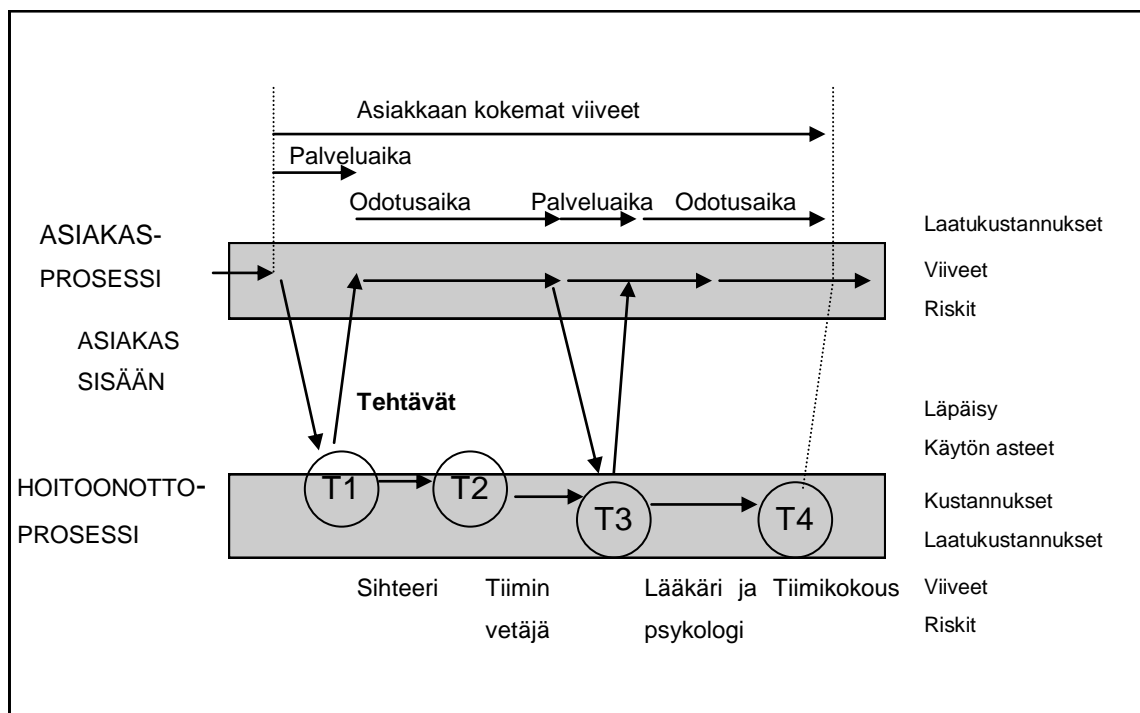 Asiakkaan kokemat viiveet
Palveluaika
Odotusaika Palveluaika Odotusaika
Laatukustannukset
ASIAKAS-
PROSESSI
Viiveet
Riskit
ASIAKAS
SISÄÄN
Tehtävät
Läpäisy
Käytön asteet
HOITOONOTTO-
PROSESSI
T1 T2 T3 T4
Kustannukset
Laatukustannukset
Sihteeri Tiimin Lääkäri ja Tiimikokous
vetäjä psykologi
Viiveet
Riskit